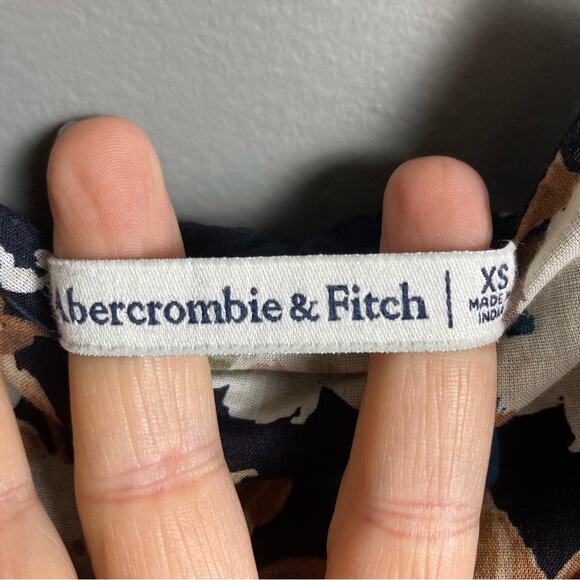 Abercrombie & Fitch
XS
MADE IN
INDIA